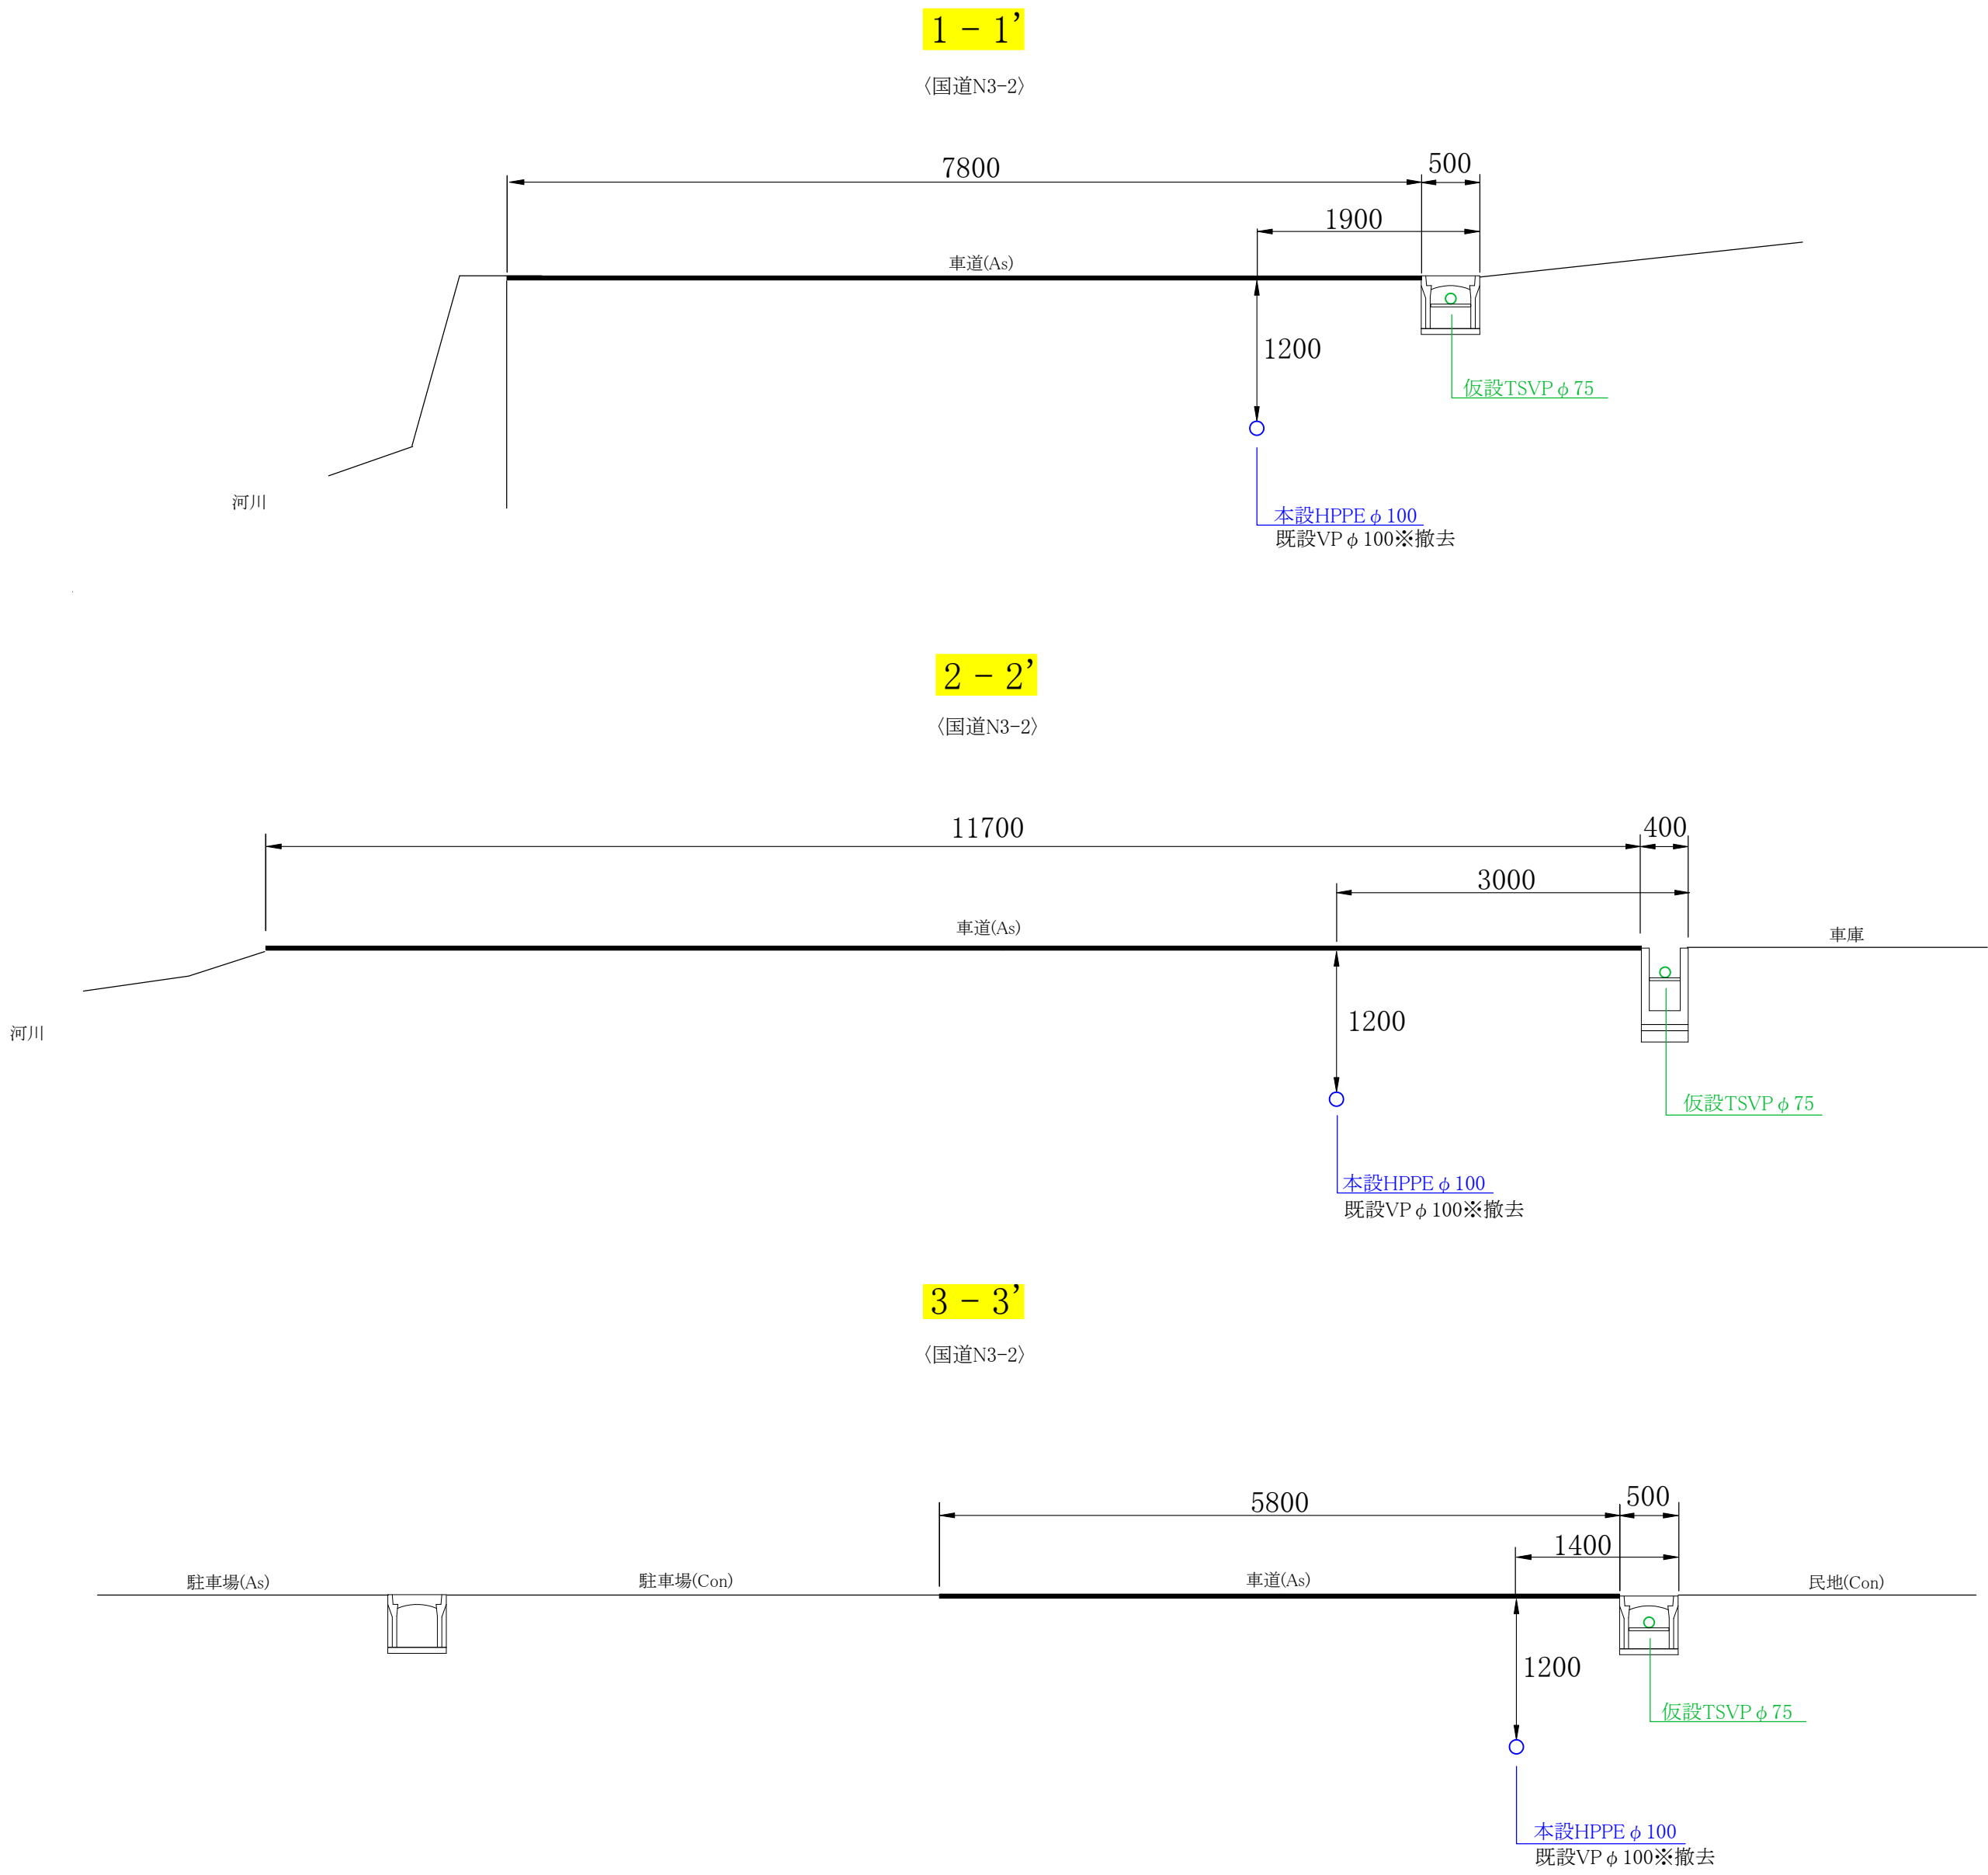 1 - 1'
〈国道N3-2〉
7800
500
1900
車道(As)
1200
仮設TSVPφ75
河川
本設HPPEφ100
既設VPφ100※撤去
2 - 2'
〈国道N3-2〉
11700
400
3000
車道(As)
車庫
1200
河川
仮設TSVPφ75
本設HPPEφ100
既設VPφ100※撤去
3 - 3'
〈国道N3-2〉
5800
500
1400
駐車場(As)
駐車場(Con)
車道(As)
民地(Con)
1200
仮設TSVPφ75
本設HPPEφ100
既設VPφ100※撤去